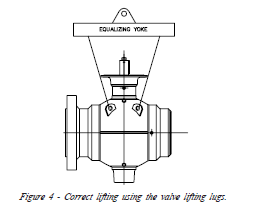 EQUALIZING YOKE
Figure 4 - Correct lifting using the valve lifting lugs.